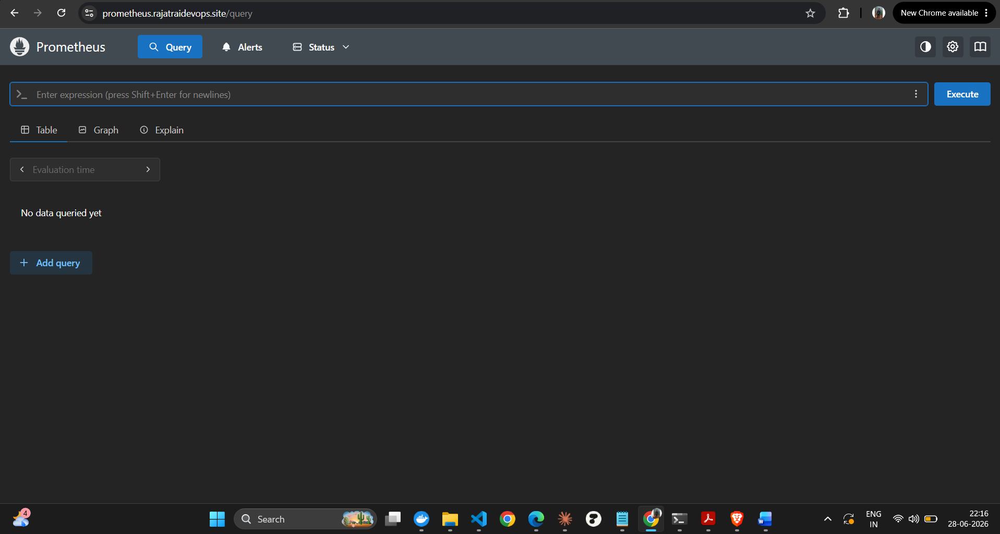 prometheus.rajatraidevops.site/query
New Chrome available
Prometheus
Query
Alerts
Status
Enter expression (press Shift+Enter for newlines)
Execute
Table
Graph
Explain
Evaluation time
No data queried yet
Add query
4
Search
ENG
IN
22:16
28-06-2026